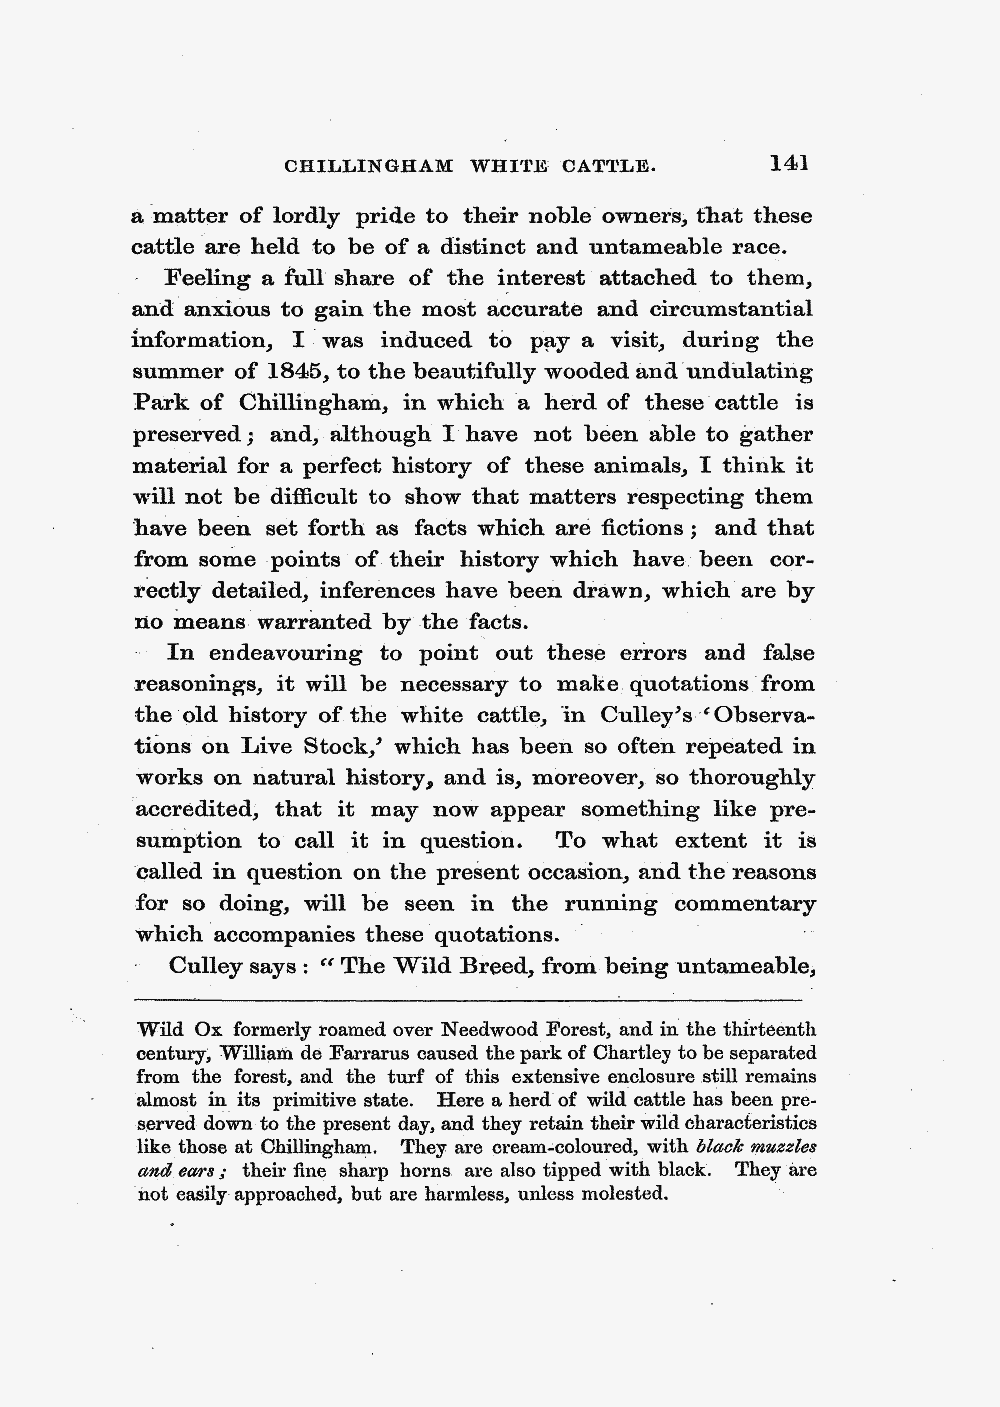 CHILLINGHAM WHITE CATTLE. 141
a matter of lordly pride to their noble owners, that these
cattle are held to be of a distinct and untameable race.
Feeling a full share of the interest attached to them,
and anxious to gain the most accurate and circumstantial
information, I was induced to pay a visit, during the
summer of 1845, to the beautifully wooded and undulating
Park of Chillingham, in which a herd of these cattle is
preserved; and, although I have not been able to gather
material for a perfect history of these animals, I think it
will not be difficult to show that matters respecting them
have been set forth as facts which are fictions; and that
from some points of their history which have been cor-
rectly detailed, inferences have been drawn, which are by
no means warranted by the facts.
In endeavouring to point out these errors and false
reasonings, it will be necessary to make quotations from
the old history of the white cattle, in Culley's 'Observa-
tions on Live Stock,' which has been so often repeated in
works on natural history, and is, moreover, so thoroughly
accredited, that it may now appear something like pre-
sumption to call it in question. To what extent it is
called in question on the present occasion, and the reasons
for so doing, will be seen in the running commentary
which accompanies these quotations.
Culley says: "The Wild Breed, from being untameable,
Wild Ox formerly roamed over Needwood Forest, and in the thirteenth
century, William de Farrarus caused the park of Chartley to be separated
from the forest, and the turf of this extensive enclosure still remains
almost in its primitive state. Here a herd of wild cattle has been pre-
served down to the present day, and they retain their wild characteristics
like those at Chillingham. They are cream-coloured, with black muzzles
and ears; their fine sharp horns are also tipped with black. They are
not easily approached, but are harmless, unless molested.